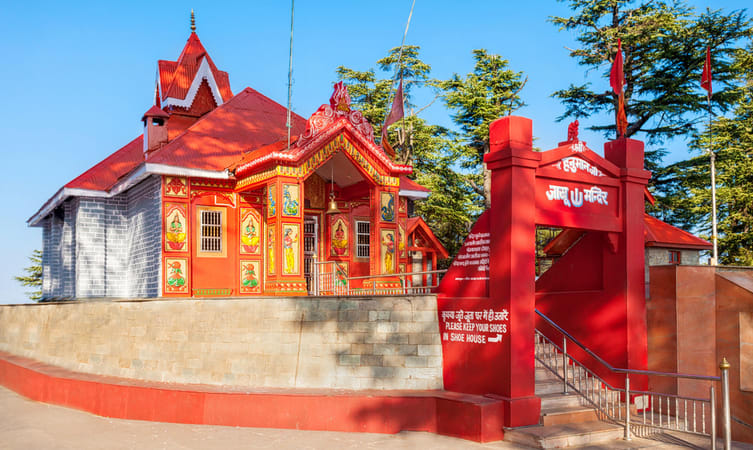 श्री
हनुमान जी
जाखू मन्दिर
कृपया जूते जूता घर में ही उतारें
PLEASE KEEP YOUR SHOES
IN SHOE HOUSE